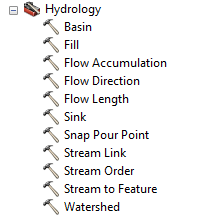 Hydrology
Basin
Fill
Flow Accumulation
Flow Direction
Flow Length
Sink
Snap Pour Point
Stream Link
Stream Order
Stream to Feature
Watershed